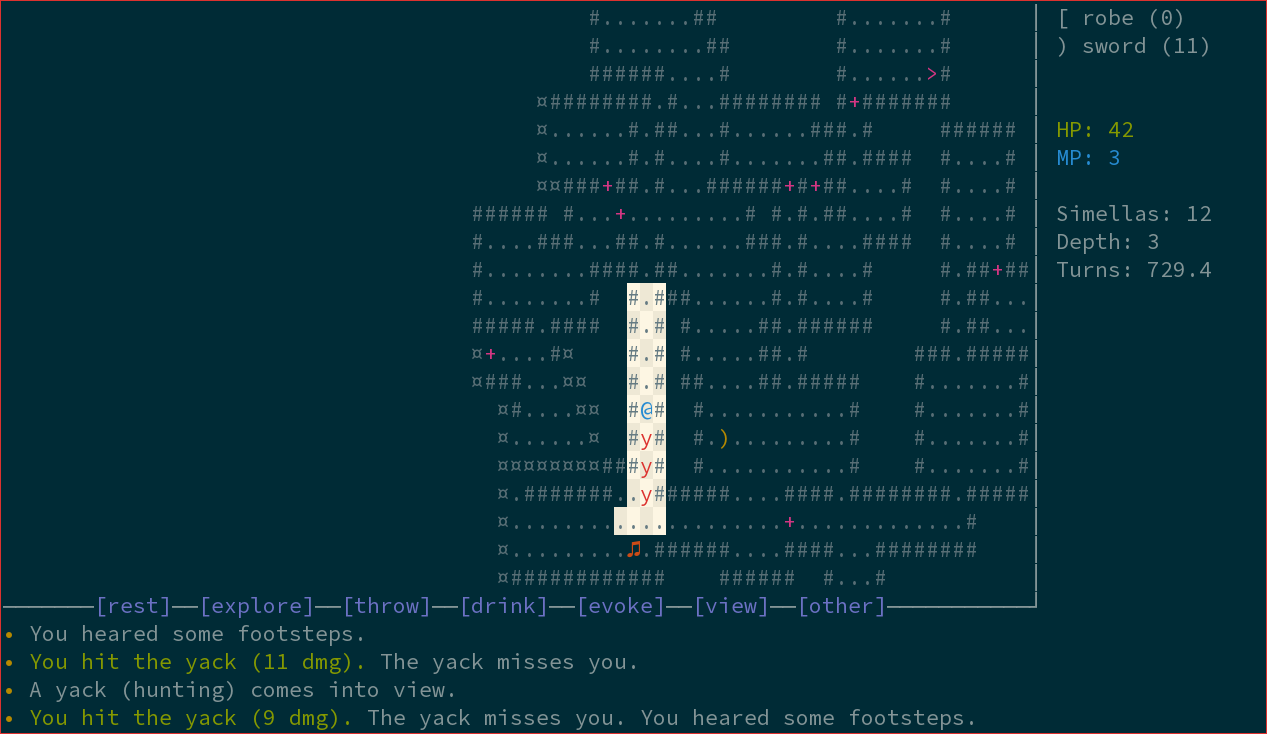 #.......##          #.......#  │ [ robe (0)
#........##        #.......#  │ ) sword (11)
######....#        #......>#
¤########.#...######## #+#######
¤......#.##...#......###.#     ######  │ HP: 42
¤......#.#....#.......##.####  #....#  │ MP: 3
¤¤###+##.#...######+#+##....#  #....#
###### #...+.........# #.#.##....#  #....#  │ Simellas: 12
#....###...##.#......###.#....####  #....#  │ Depth: 3
#........####.##.......#.#....#     #.##+##  │ Turns: 729.4
#........#  #.###......#.#....#     #.##...
#####.####  #.# #.....##.######     #.##...
¤+....#¤    #.# #.....##.#        ###.#####
¤###...¤¤   #.# ##....##.#####    #.......#
¤#....¤¤  #@#  #...........#    #.......#
¤......¤  #y#  #.).........#    #.......#
¤¤¤¤¤¤¤¤###y#  #...........#    #.......#
¤.#######..y######....####.########.#####
¤....................+.............#
¤.........♫.######....####...########
¤############    ######  #...#
[rest]──[explore]──[throw]──[drink]──[evoke]──[view]──[other]
• You heared some footsteps.
• You hit the yack (11 dmg). The yack misses you.
• A yack (hunting) comes into view.
• You hit the yack (9 dmg). The yack misses you. You heared some footsteps.